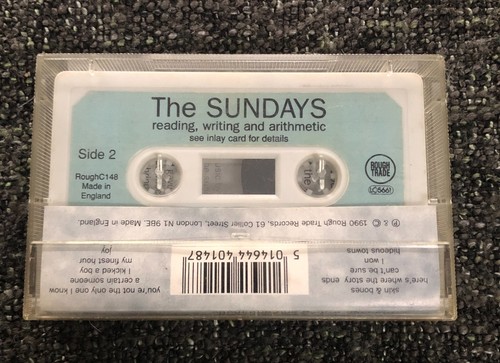 The SUNDAYS
reading, writing and arithmetic
see inlay card for details
Side 2
RoughC148
Made in
England
ROUGH
TRADE
LC5661
℗ & © 1990 Rough Trade Records, 61 Collier Street, London N1 9BE. Made in England.
skin & bones
here's where the story ends
can't be sure
i won
hideous towns
you're not the only one i know
a certain someone
i kicked a boy
my finest hour
joy
5 014644 401487